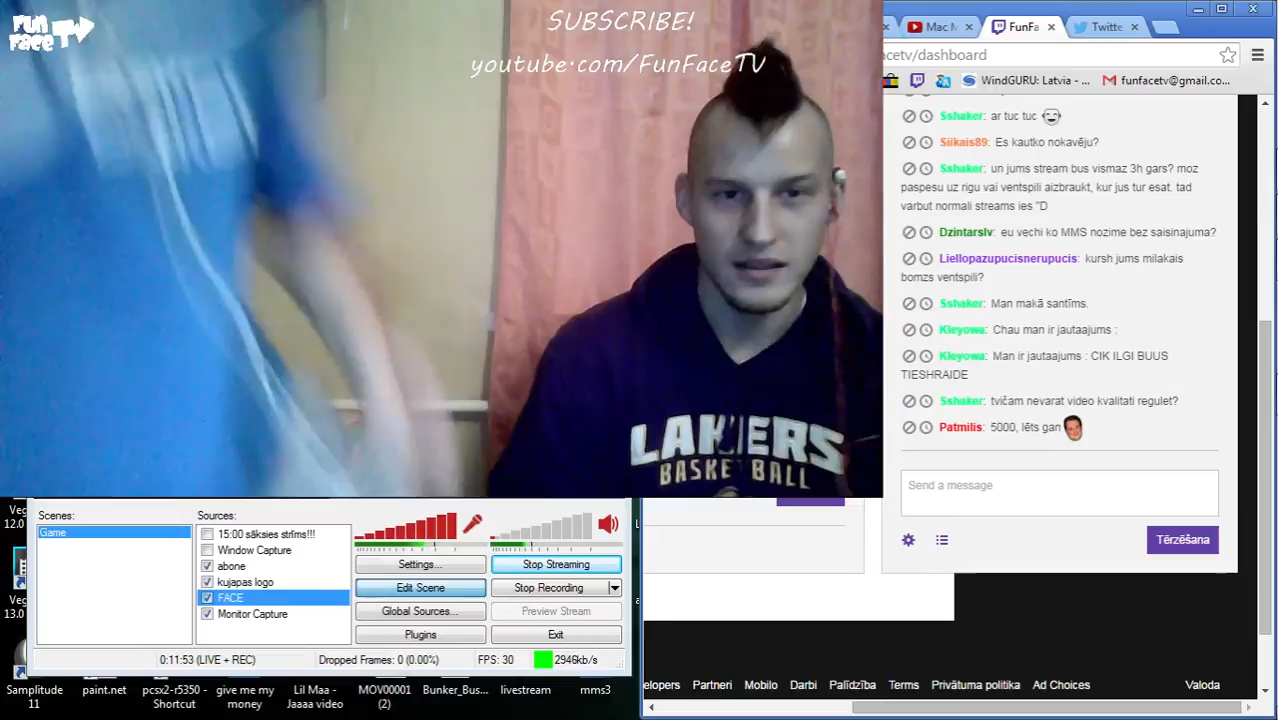 fun
face TV
SUBSCRIBE!
youtube.com/FunFaceTV
LAKERS
BASKETBALL
Mac M
FunFa
Twitte
acetv/dashboard
WindGURU: Latvia - ...
funfacetv@gmail.co...
Sshaker: ar tuc tuc
Siikais89: Es kautko nokavēju?
Sshaker: un jums stream bus vismaz 3h gars? moz
paspesu uz rigu vai ventspili aizbraukt, kur jus tur esat. tad
varbut normali streams ies "D
Dzintarslv: eu vechi ko MMS nozime bez saisinajuma?
Liellopazupucisnerupucis: kursh jums milakais
bomzs ventspili?
Sshaker: Man makā santīms.
Kleyowa: Chau man ir jautaajums :
Kleyowa: Man ir jautaajums : CIK ILGI BUUS
TIESHRAIDE
Sshaker: tvičam nevarat video kvalitati regulet?
Patmilis: 5000, lēts gan
Send a message
Tērzēšana
Scenes:
Game
Sources:
15:00 sāksies strīms!!!
Window Capture
abone
kujapas logo
FACE
Monitor Capture
Settings...
Stop Streaming
Edit Scene
Stop Recording
Global Sources...
Preview Stream
Plugins
Exit
0:11:53 (LIVE + REC)
Dropped Frames: 0 (0.00%)
FPS: 30
2946kb/s
Veg
12.0
Veg
13.0
Samplitude
11
paint.net
pcsx2-r5350 -
Shortcut
give me my
money
Lil Maa -
Jaaaa video
MOV00001
(2)
Bunker_Bus...
livestream
mms3
elopers
Partneri
Mobilo
Darbi
Palīdzība
Terms
Privātuma politika
Ad Choices
Valoda